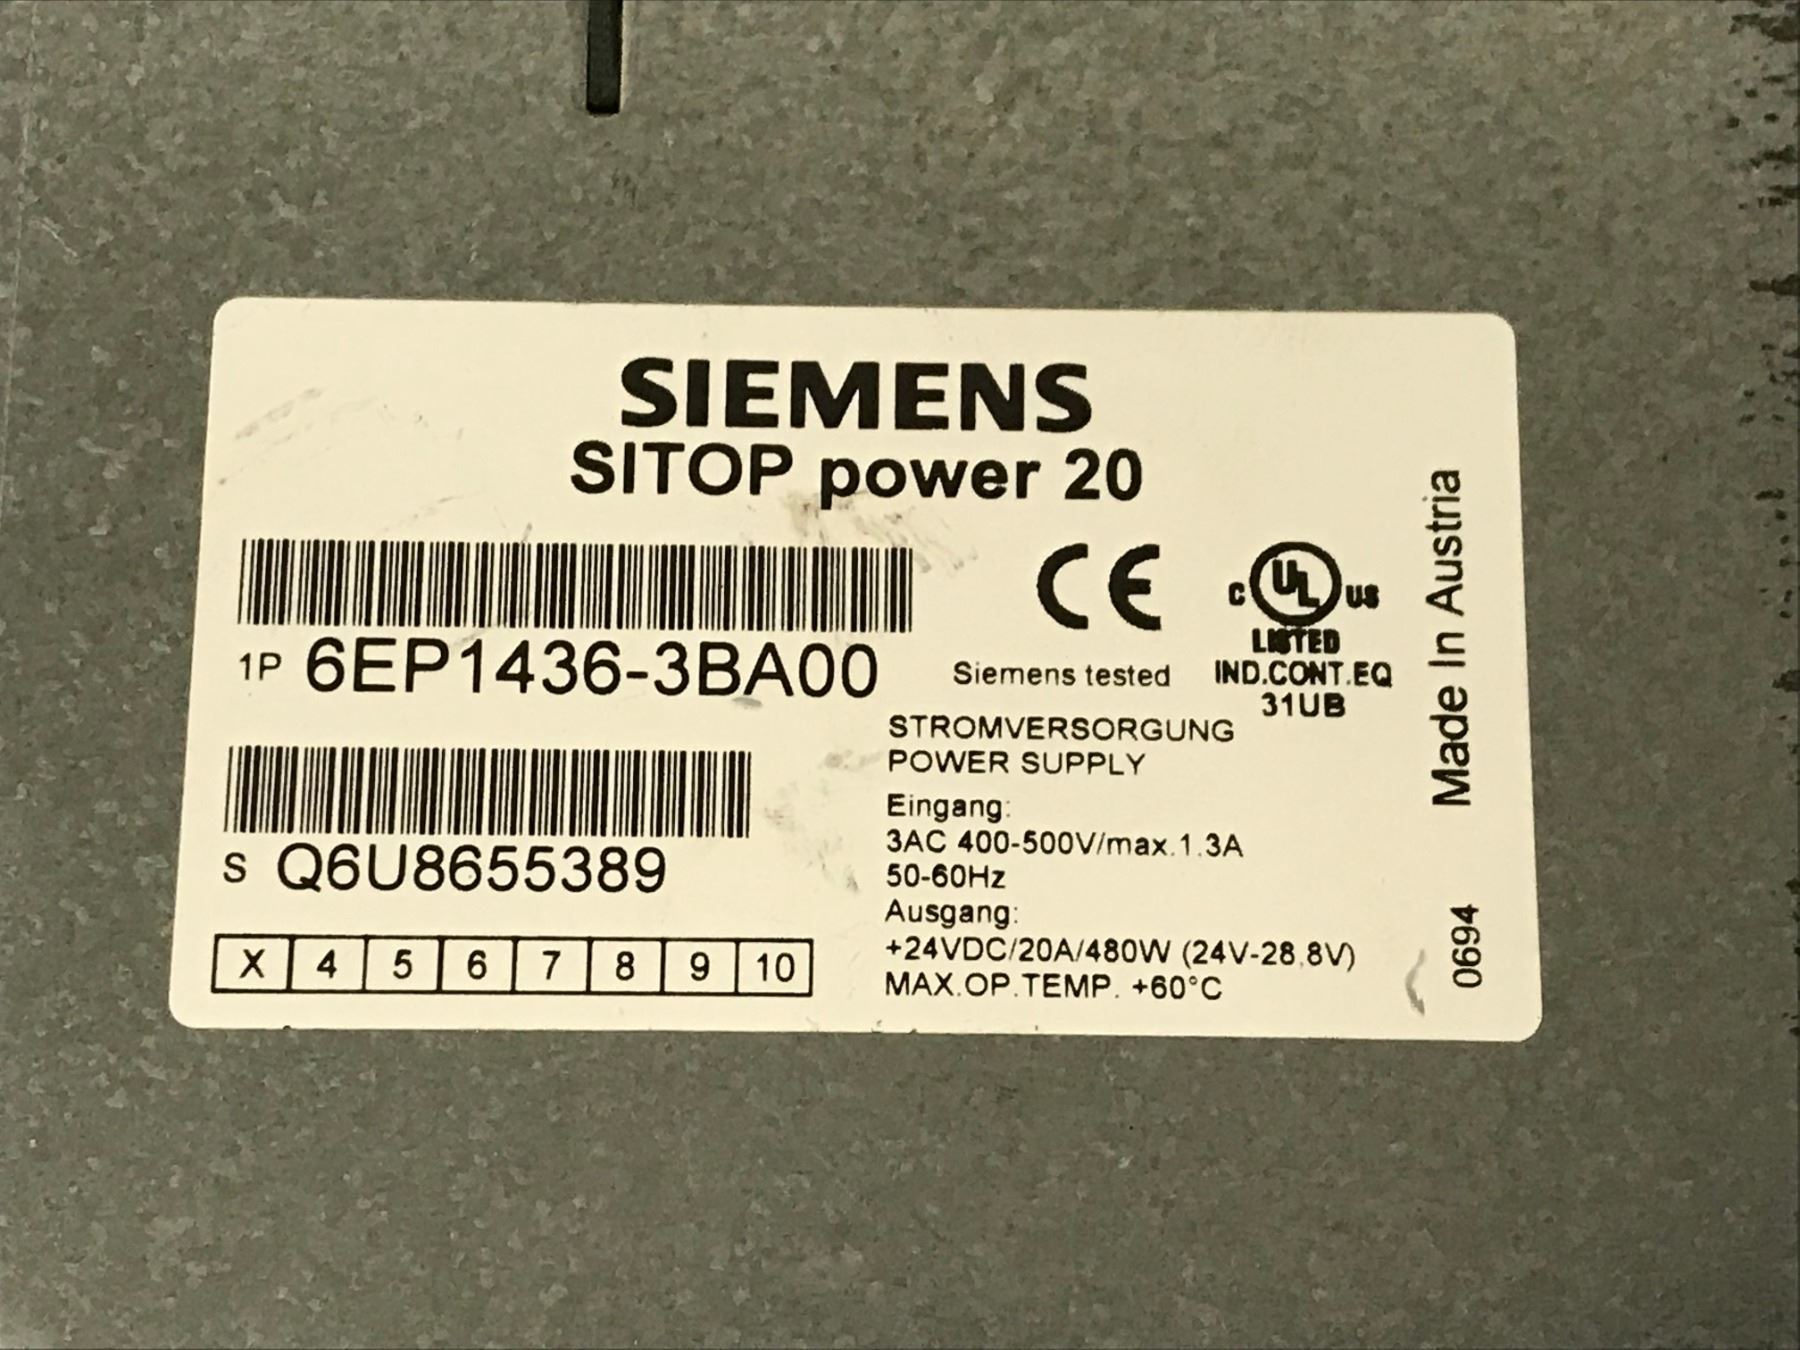 SIEMENS
SITOP power 20
1P 6EP1436-3BA00
S Q6U8655389
X 4 5 6 7 8 9 10
CE
Siemens tested
C UL US
LISTED
IND.CONT.EQ
31UB
STROMVERSORGUNG
POWER SUPPLY
Eingang:
3AC 400-500V/max.1.3A
50-60Hz
Ausgang:
+24VDC/20A/480W (24V-28.8V)
MAX.OP.TEMP. +60°C
Made In Austria
0694